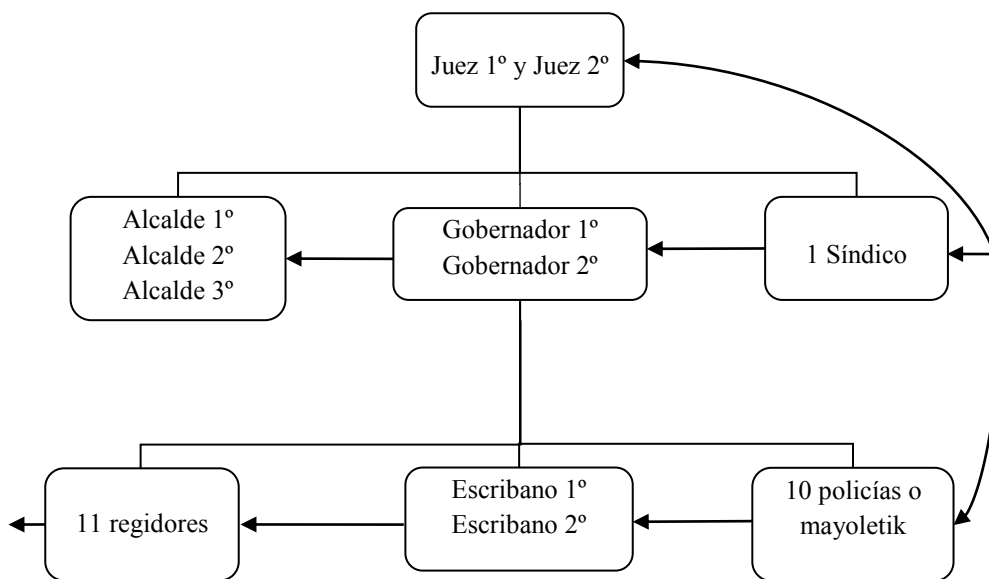 Juez 1º y Juez 2º
Alcalde 1º
Alcalde 2º
Alcalde 3º
Gobernador 1º
Gobernador 2º
1 Síndico
11 regidores
Escribano 1º
Escribano 2º
10 policías o
mayoletik